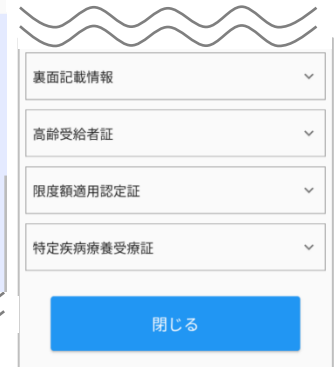 裏面記載情報
高齢受給者証
限度額適用認定証
特定疾病療養受療証
閉じる